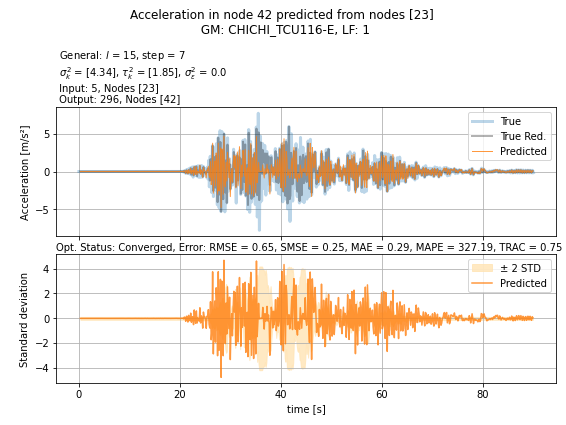 Acceleration in node 42 predicted from nodes [23]
GM: CHICHI_TCU116-E, LF: 1
General: l = 15, step = 7
σ²ₖ = [4.34], τ²ₖ = [1.85], σ²ε = 0.0
Input: 5, Nodes [23]
Output: 296, Nodes [42]
Acceleration [m/s²]
5
0
−5
True
True Red.
Predicted
Opt. Status: Converged, Error: RMSE = 0.65, SMSE = 0.25, MAE = 0.29, MAPE = 327.19, TRAC = 0.75
Standard deviation
4
2
0
−2
−4
± 2 STD
Predicted
0 20 40 60 80
time [s]